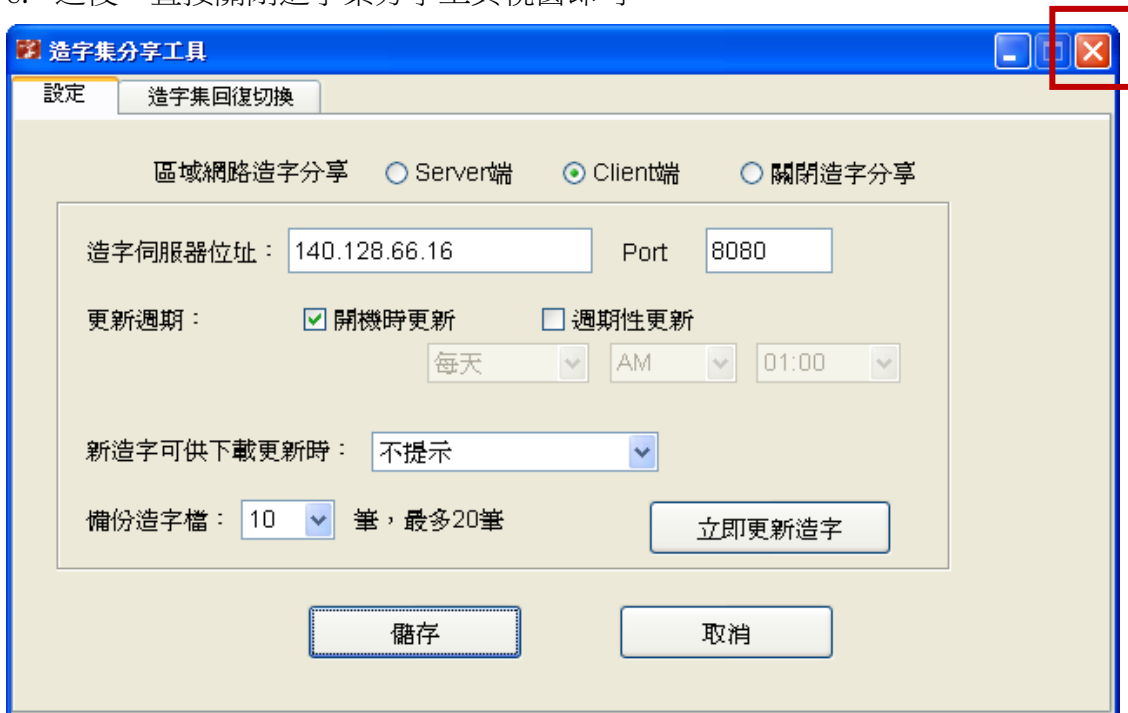 造字集分享工具
設定 造字集回復切換
區域網路造字分享 Server端 Client端 關閉造字分享
造字伺服器位址： 140.128.66.16 Port 8080
更新週期： 開機時更新 週期性更新
每天 AM 01:00
新造字可供下載更新時： 不提示
備份造字檔： 10 筆，最多20筆 立即更新造字
儲存 取消